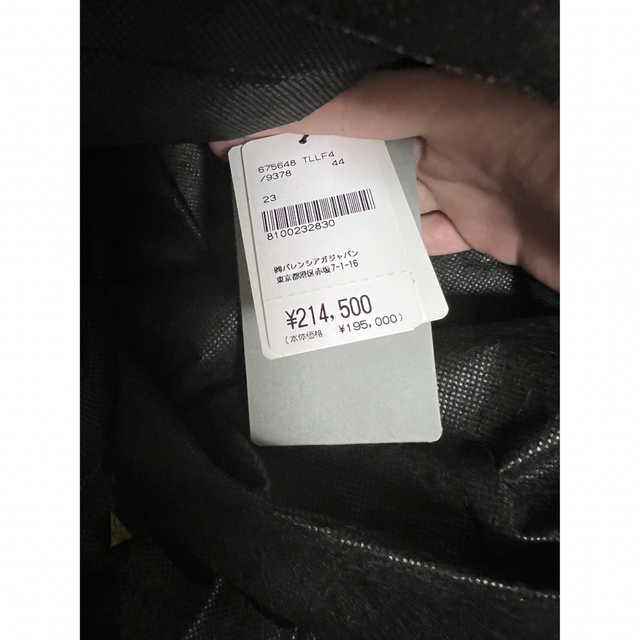 675648 TLLF4
/9378 44
23
8100232830
㈱バレンシアガジャパン
東京都港区赤坂7-1-16
¥214,500
(本体価格 ¥195,000)